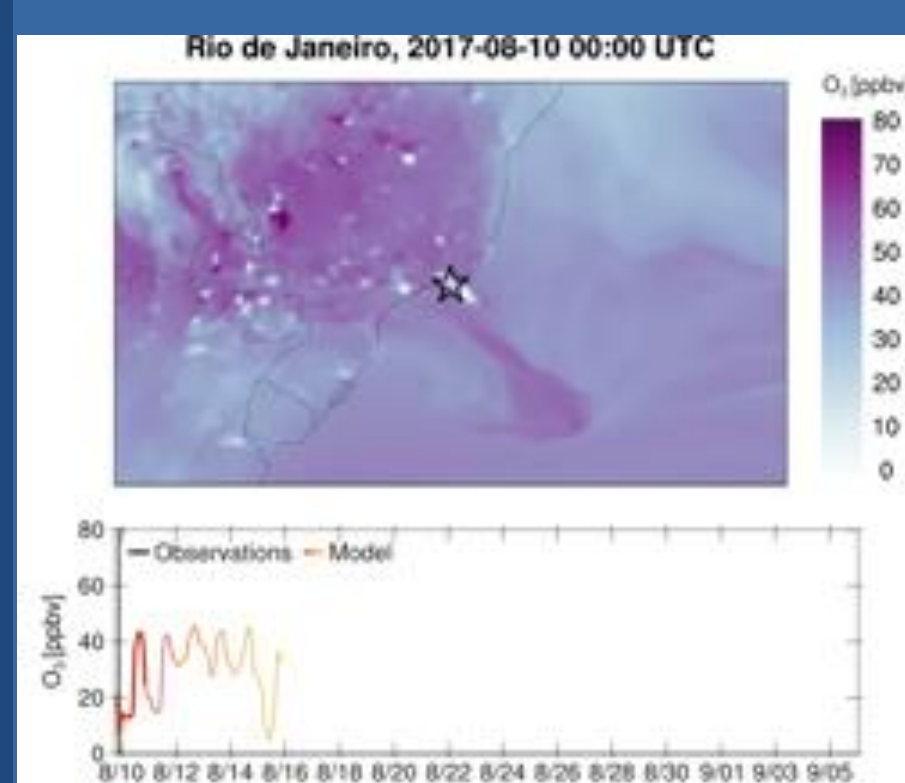 Rio de Janeiro, 2017-08-10 00:00 UTC
O₃ [ppbv
80
70
60
50
40
30
20
10
0
80
60
40
20
0
O₃ [ppbv]
Observations Model
8/10 8/12 8/14 8/16 8/18 8/20 8/22 8/24 8/26 8/28 8/30 9/01 9/03 9/05